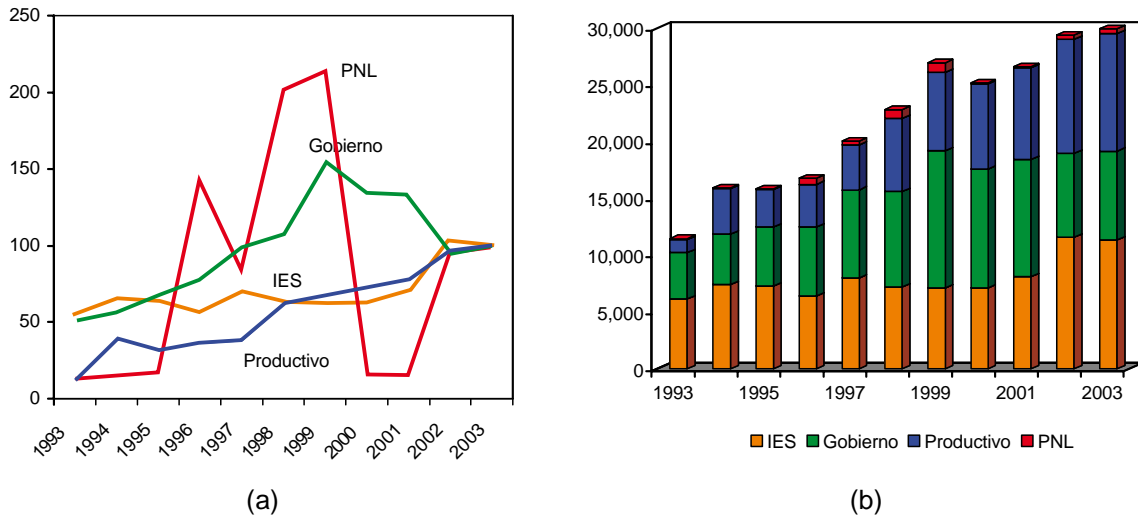 250
200
150
100
50
0
PNL
Gobierno
IES
Productivo
1993 1994 1995 1996 1997 1998 1999 2000 2001 2002 2003
(a)
30,000
25,000
20,000
15,000
10,000
5,000
0
1993 1995 1997 1999 2001 2003
IES Gobierno Productivo PNL
(b)